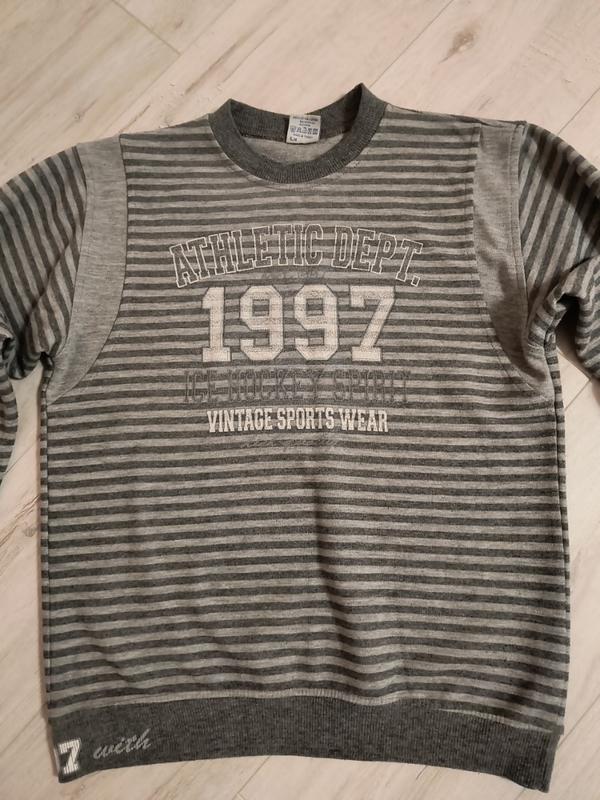 ATHLETIC DEPT.
1997
ICE HOCKEY SPIRIT
VINTAGE SPORTS WEAR
7 with